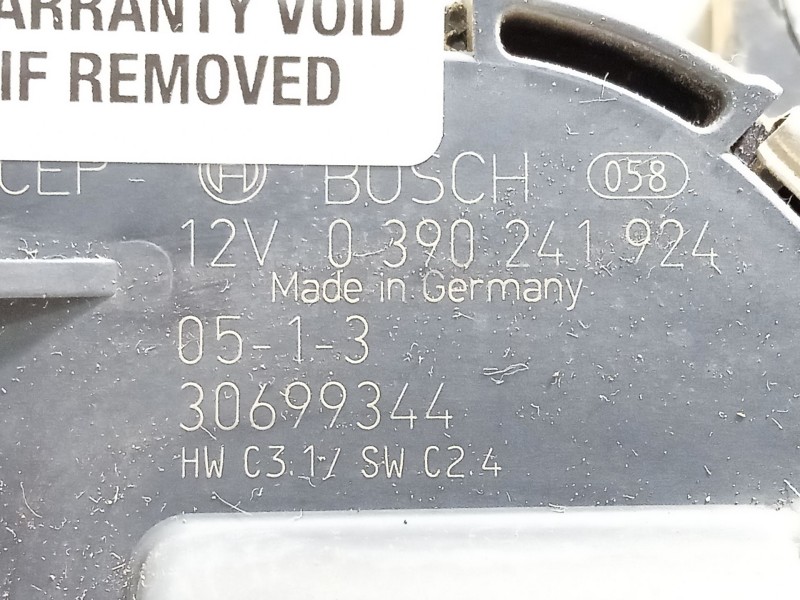 ARRANTY VOID
IF REMOVED
CEP
H BOSCH 058
12V 0 390 241 924
Made in Germany
05-1-3
30699344
HW C3.1/ SW C2.4